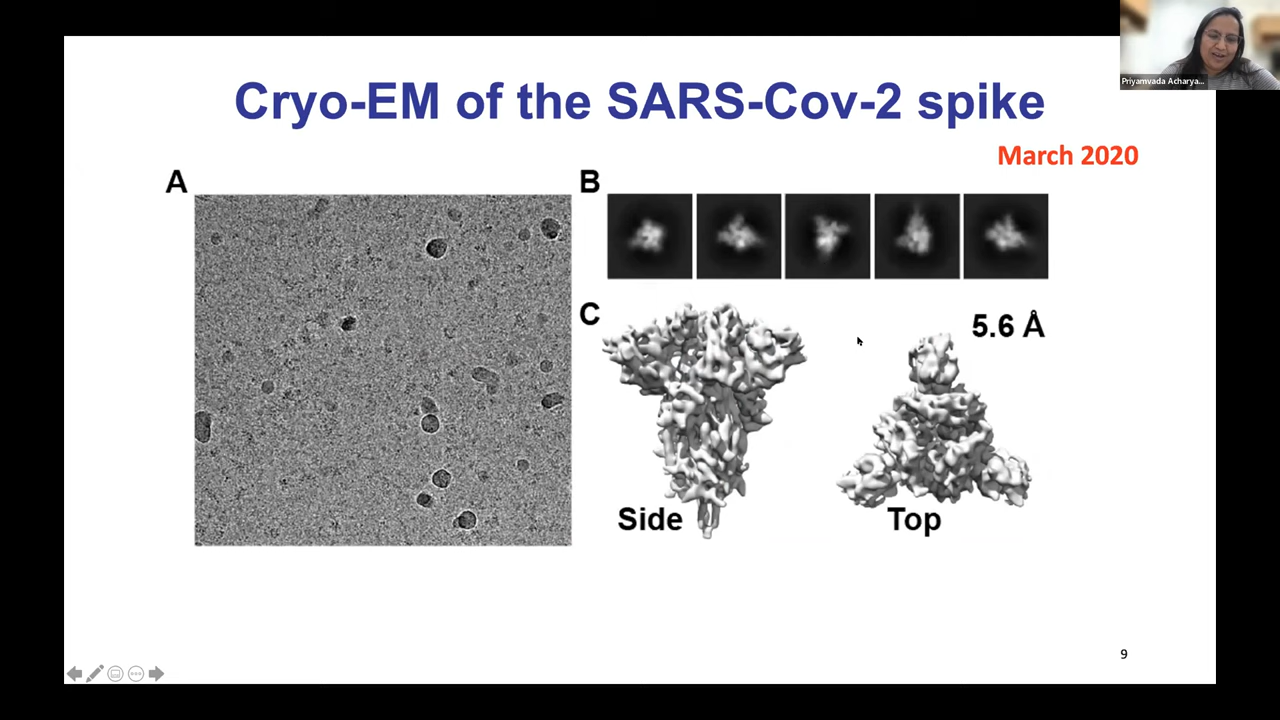 Cryo-EM of the SARS-Cov-2 spike
March 2020
A
B
C
5.6 Å
Side
Top
9
Priyamvada Acharya...